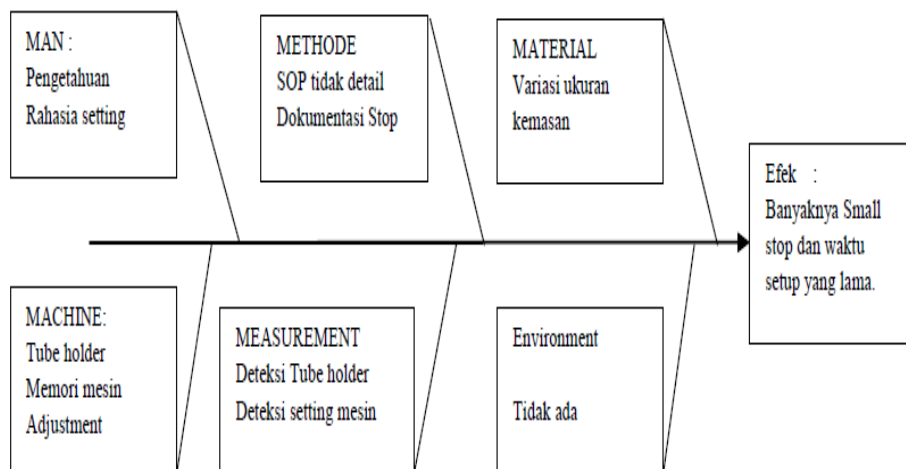 MAN :
Pengetahuan
Rahasia setting
METHODE
SOP tidak detail
Dokumentasi Stop
MATERIAL
Variasi ukuran
kemasan
Efek :
Banyaknya Small
stop dan waktu
setup yang lama.
MACHINE:
Tube holder
Memori mesin
Adjustment
MEASUREMENT
Deteksi Tube holder
Deteksi setting mesin
Environment
Tidak ada